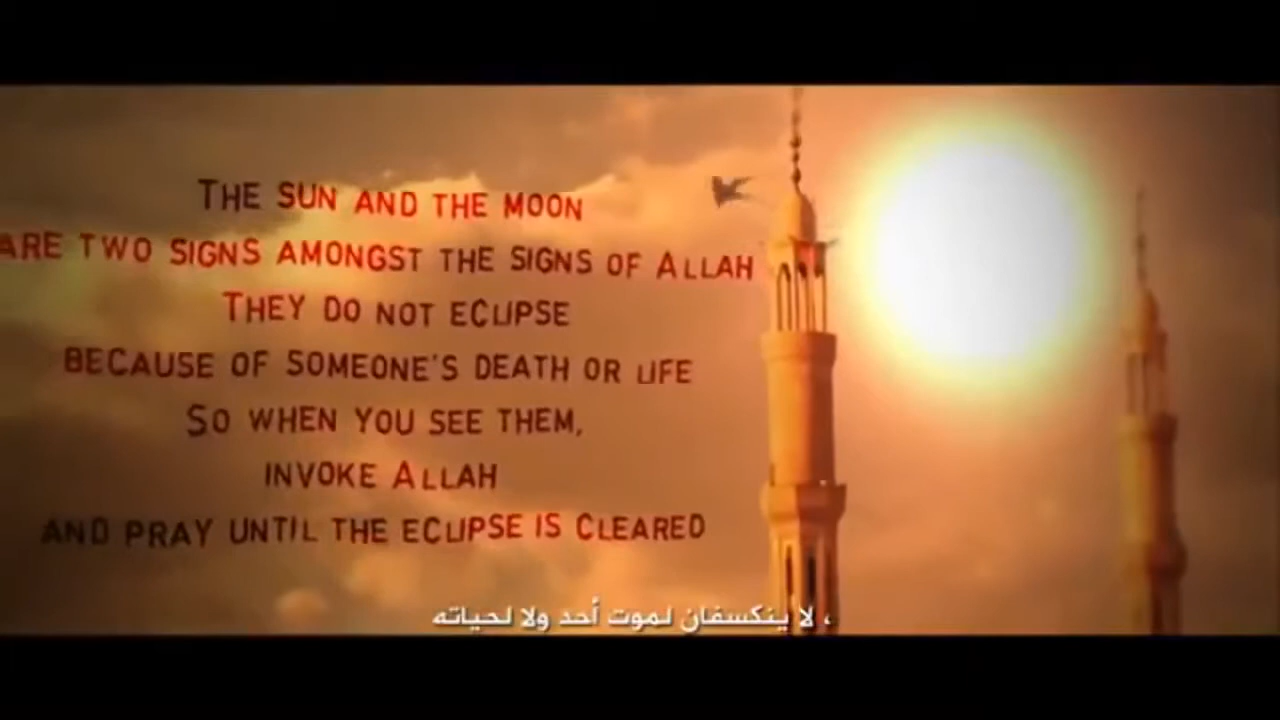 THE SUN AND THE MOON
ARE TWO SIGNS AMONGST THE SIGNS OF ALLAH
THEY DO NOT ECLIPSE
BECAUSE OF SOMEONE'S DEATH OR LIFE
SO WHEN YOU SEE THEM,
INVOKE ALLAH
AND PRAY UNTIL THE ECLIPSE IS CLEARED
، لا ينكسفان لموت أحد ولا لحياته